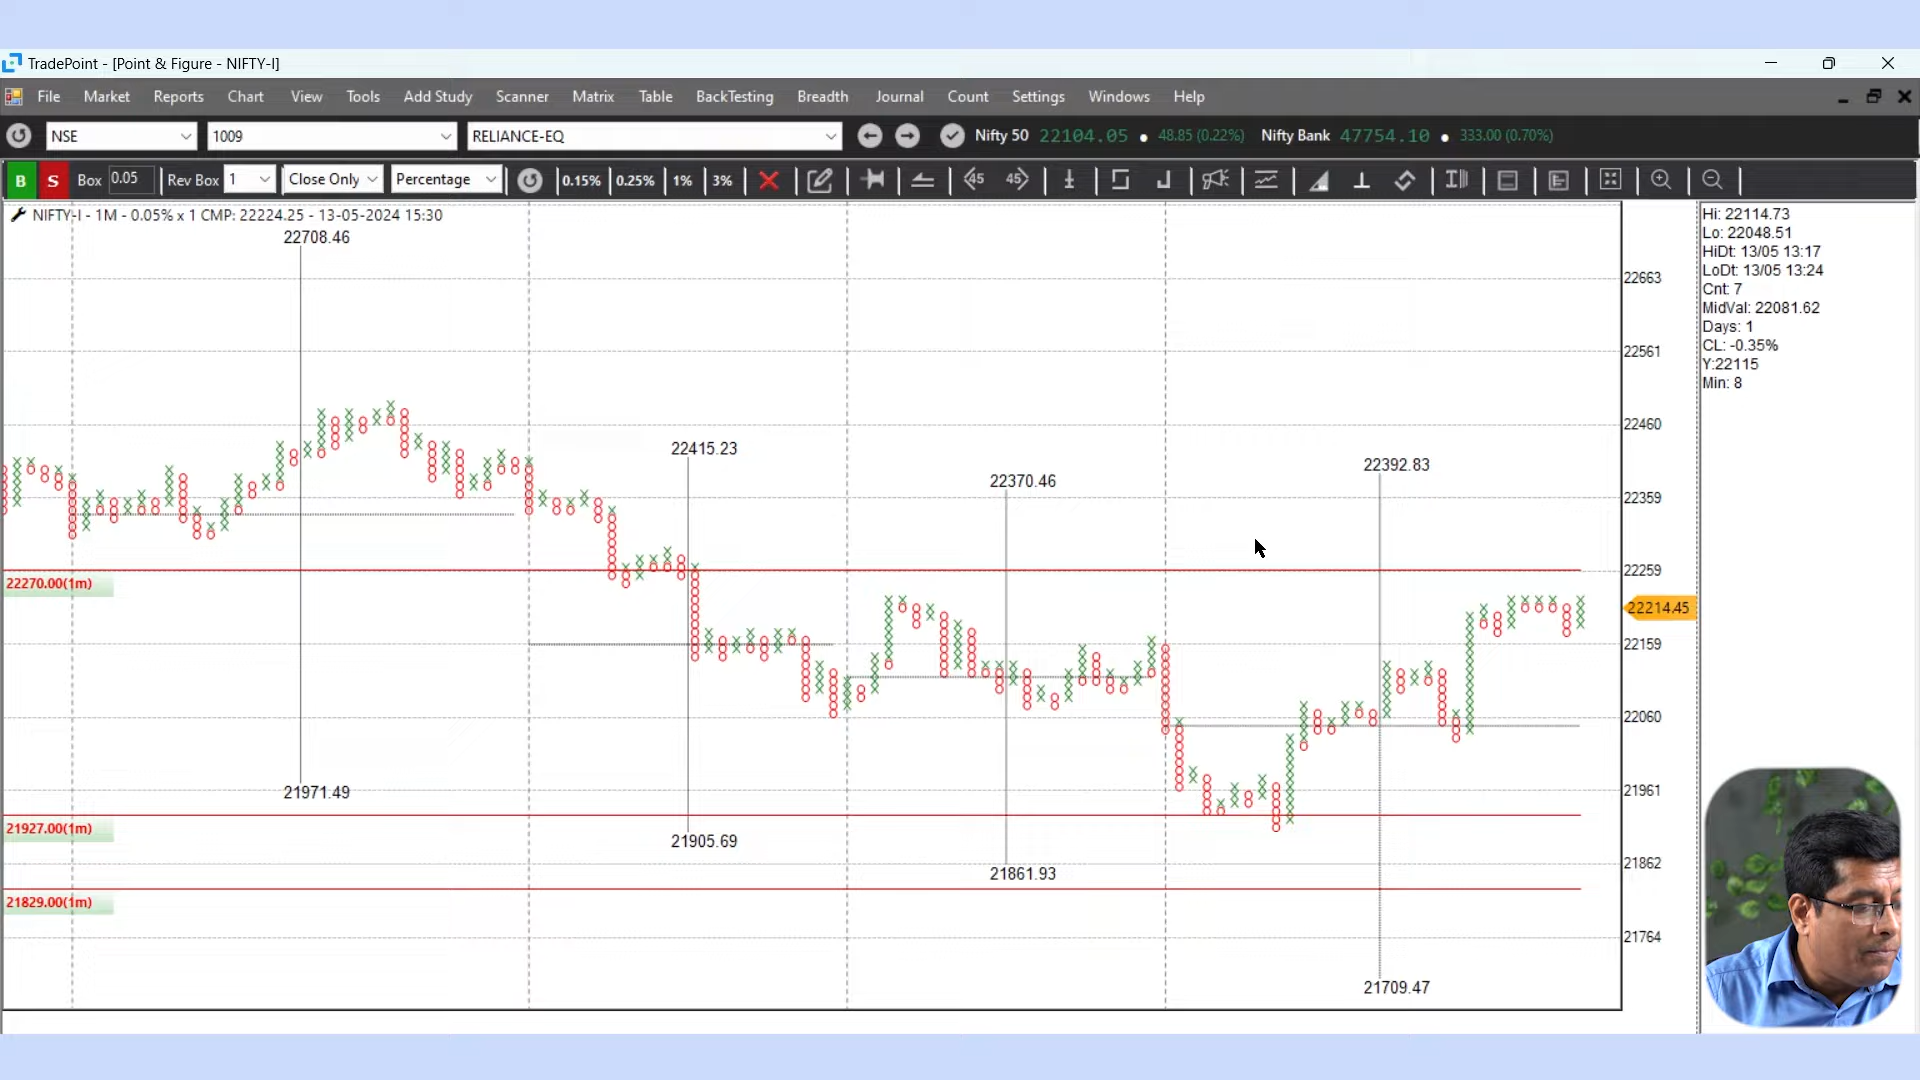 TradePoint - [Point & Figure - NIFTY-I]
File Market Reports Chart View Tools Add Study Scanner Matrix Table BackTesting Breadth Journal Count Settings Windows Help
NSE 1009 RELIANCE-EQ Nifty 50 22104.05 48.85 (0.22%) Nifty Bank 47754.10 333.00 (0.70%)
B S Box 0.05 Rev Box 1 Close Only Percentage 0.15% 0.25% 1% 3% 45 45
NIFTY-I - 1M - 0.05% x 1 CMP: 22224.25 - 13-05-2024 15:30
22708.46
22415.23
22370.46
22392.83
21971.49
21905.69
21861.93
21709.47
22270.00(1m)
21927.00(1m)
21829.00(1m)
22663
22561
22460
22359
22259
22214.45
22159
22060
21961
21862
21764
Hi: 22114.73
Lo: 22048.51
HiDt: 13/05 13:17
LoDt: 13/05 13:24
Cnt: 7
MidVal: 22081.62
Days: 1
CL: -0.35%
Y:22115
Min: 8